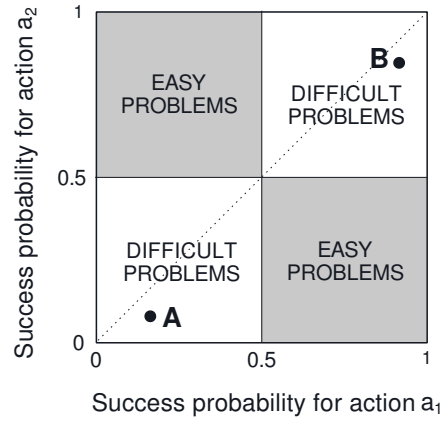 1
EASY
PROBLEMS
B
DIFFICULT
PROBLEMS
0.5
DIFFICULT
PROBLEMS
EASY
PROBLEMS
A
0
0
0.5
1
Success probability for action a₂
Success probability for action a₁